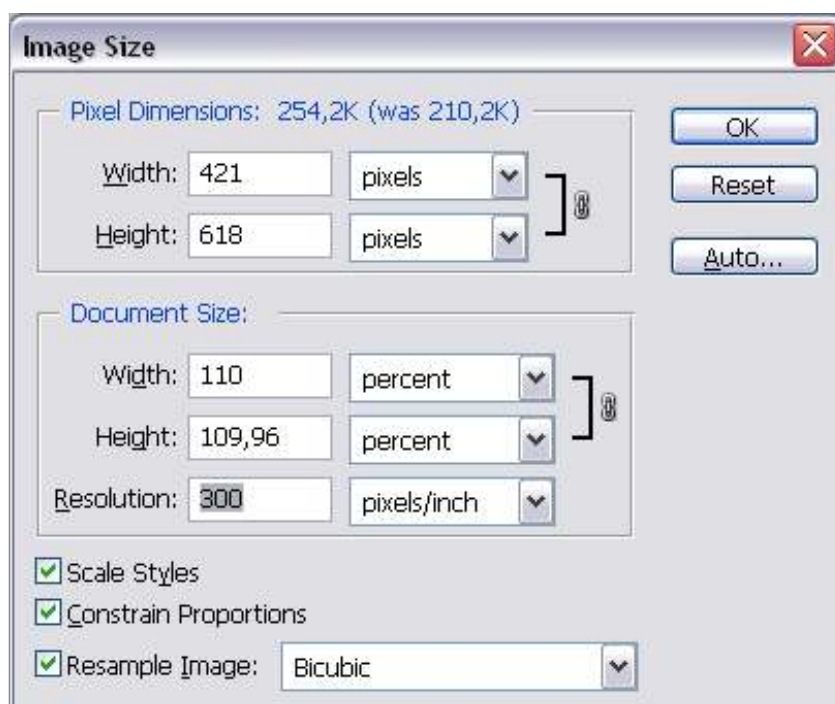 Image Size
Pixel Dimensions: 254,2K (was 210,2K)
Width: 421 pixels
Height: 618 pixels
OK
Reset
Auto...
Document Size:
Width: 110 percent
Height: 109,96 percent
Resolution: 300 pixels/inch
Scale Styles
Constrain Proportions
Resample Image: Bicubic